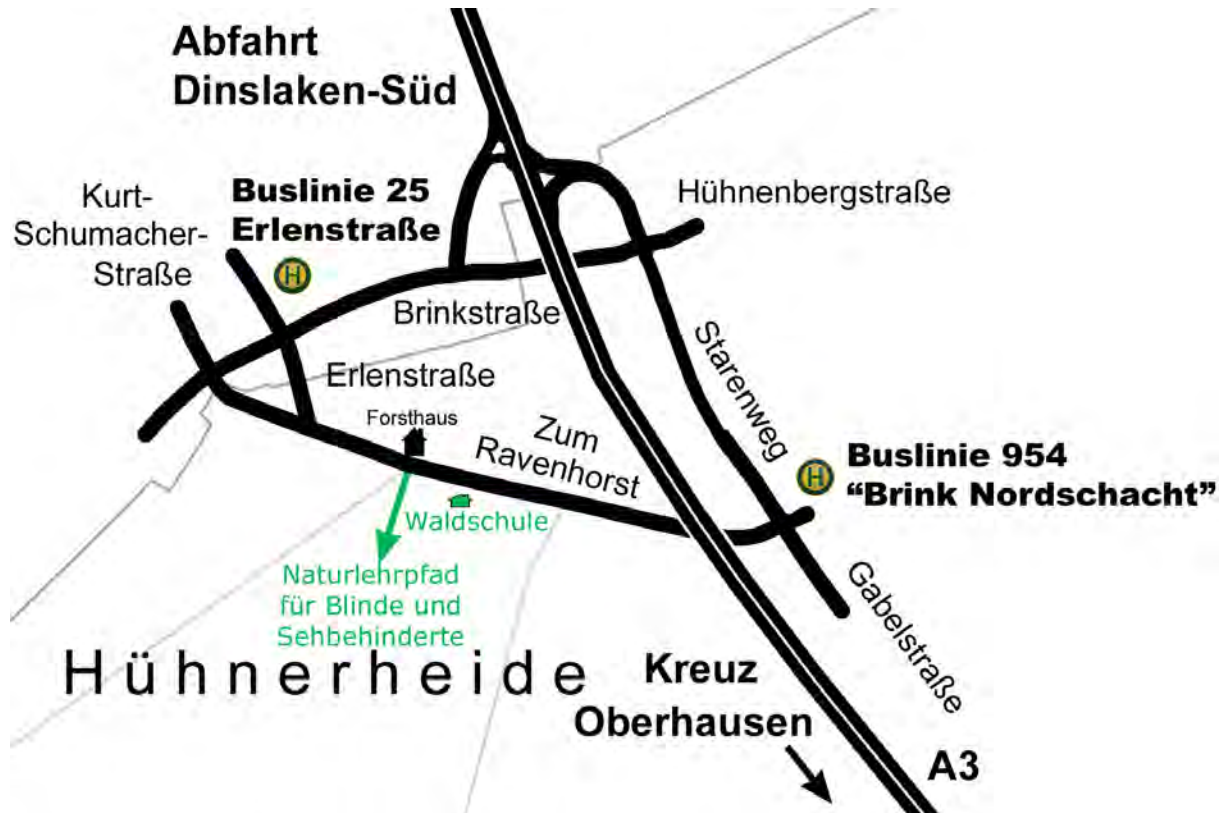 Abfahrt
Dinslaken-Süd
Kurt-
Schumacher-
Straße
Buslinie 25
Erlenstraße
H
Hühnenbergstraße
Brinkstraße
Erlenstraße
Forsthaus
Starenweg
Zum
Ravenhorst
H
Buslinie 954
“Brink Nordschacht”
Waldschule
Naturlehrpfad
für Blinde und
Sehbehinderte
Gabelstraße
Hühnerheide
Kreuz
Oberhausen
A3